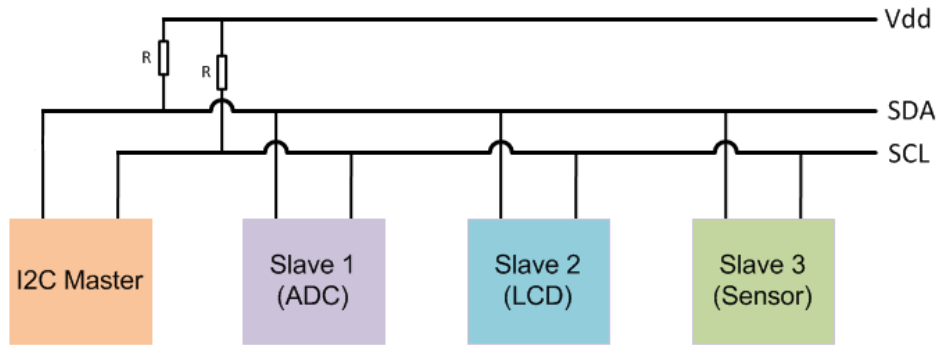 Vdd
R
R
SDA
SCL
I2C Master
Slave 1
(ADC)
Slave 2
(LCD)
Slave 3
(Sensor)